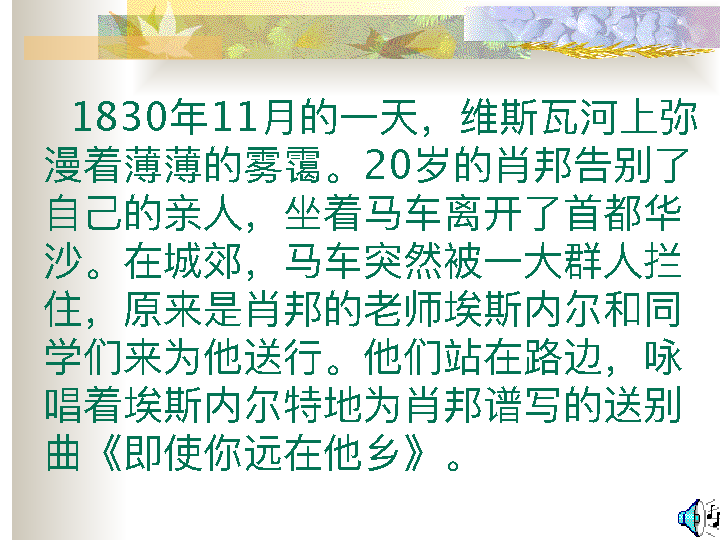 1830年11月的一天，维斯瓦河上弥
漫着薄薄的雾霭。20岁的肖邦告别了
自己的亲人，坐着马车离开了首都华
沙。在城郊，马车突然被一大群人拦
住，原来是肖邦的老师埃斯内尔和同
学们来为他送行。他们站在路边，咏
唱着埃斯内尔特地为肖邦谱写的送别
曲《即使你远在他乡》。